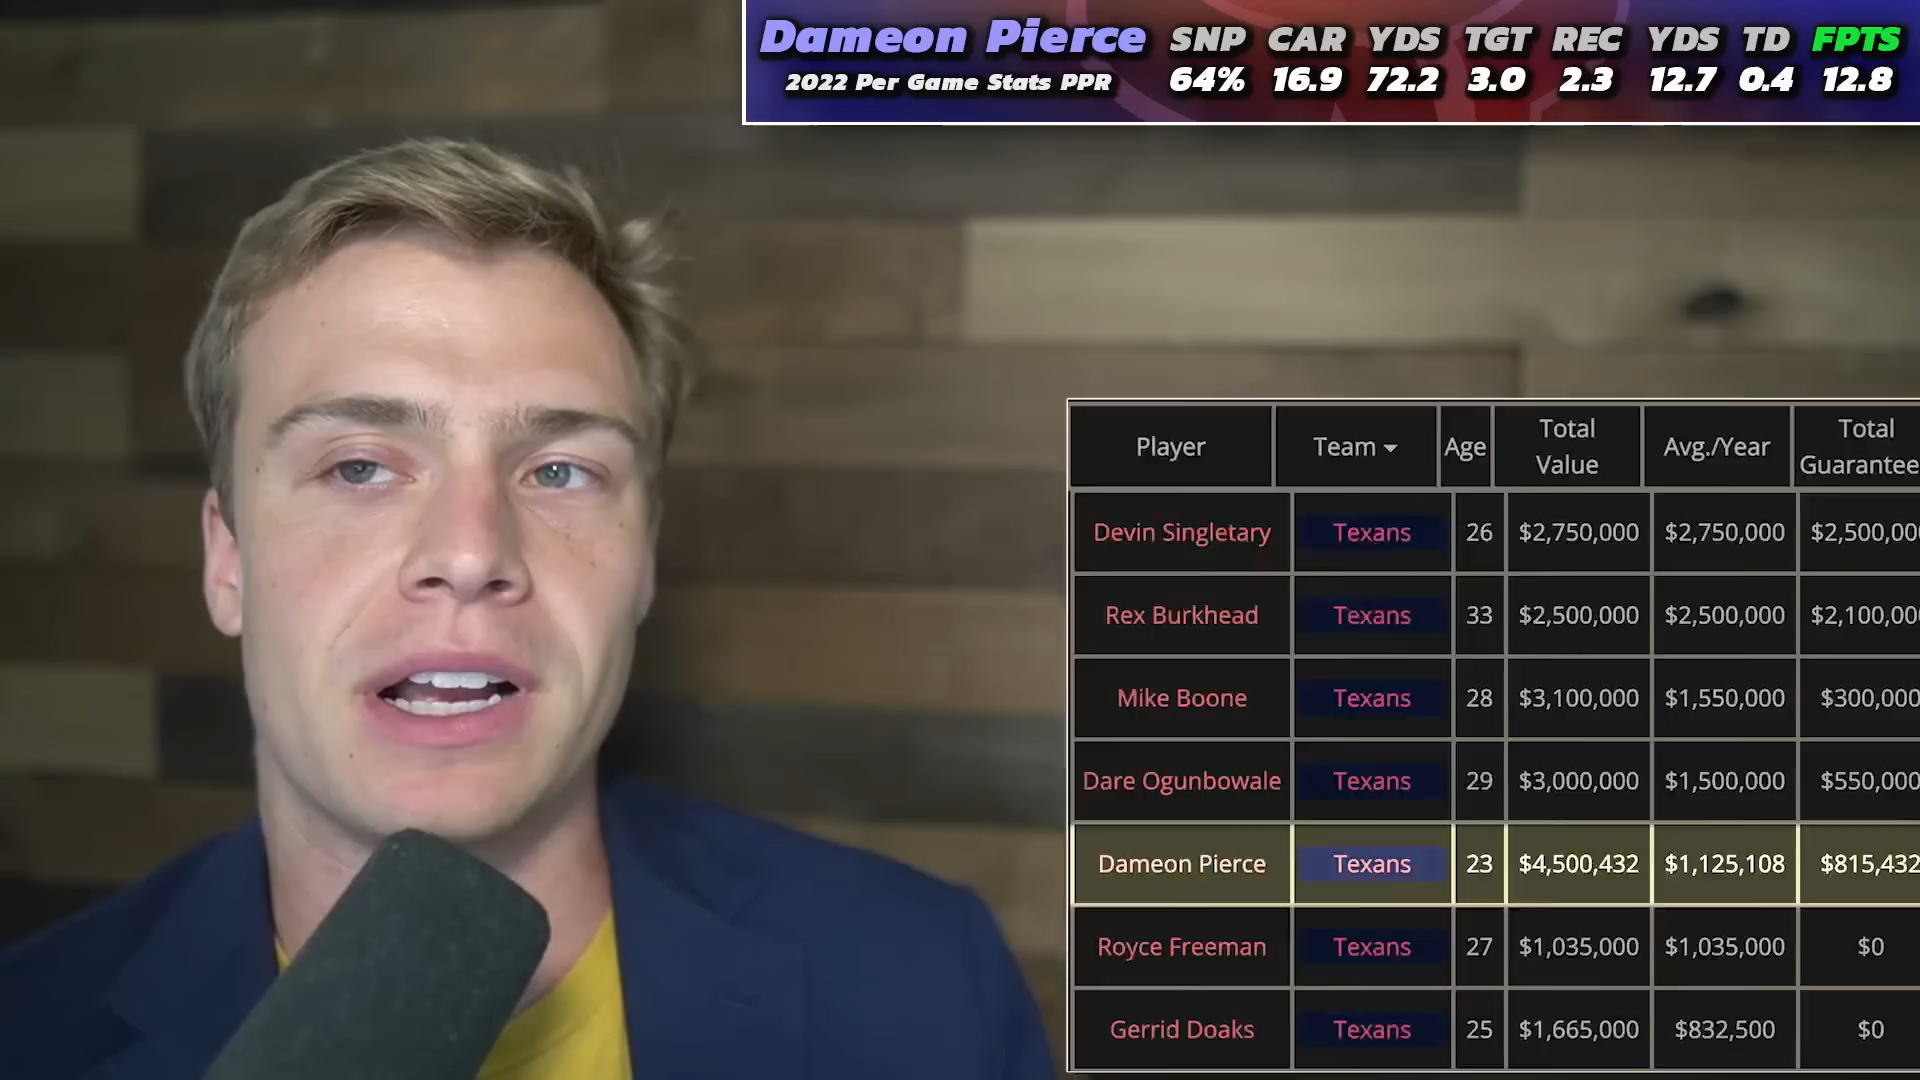 Dameon Pierce SNP CAR YDS TGT REC YDS TD FPTS
2022 Per Game Stats PPR 64% 16.9 72.2 3.0 2.3 12.7 0.4 12.8
Player Team Age Total Value Avg./Year Total Guarantee
Devin Singletary Texans 26 $2,750,000 $2,750,000 $2,500,000
Rex Burkhead Texans 33 $2,500,000 $2,500,000 $2,100,000
Mike Boone Texans 28 $3,100,000 $1,550,000 $300,000
Dare Ogunbowale Texans 29 $3,000,000 $1,500,000 $550,000
Dameon Pierce Texans 23 $4,500,432 $1,125,108 $815,432
Royce Freeman Texans 27 $1,035,000 $1,035,000 $0
Gerrid Doaks Texans 25 $1,665,000 $832,500 $0